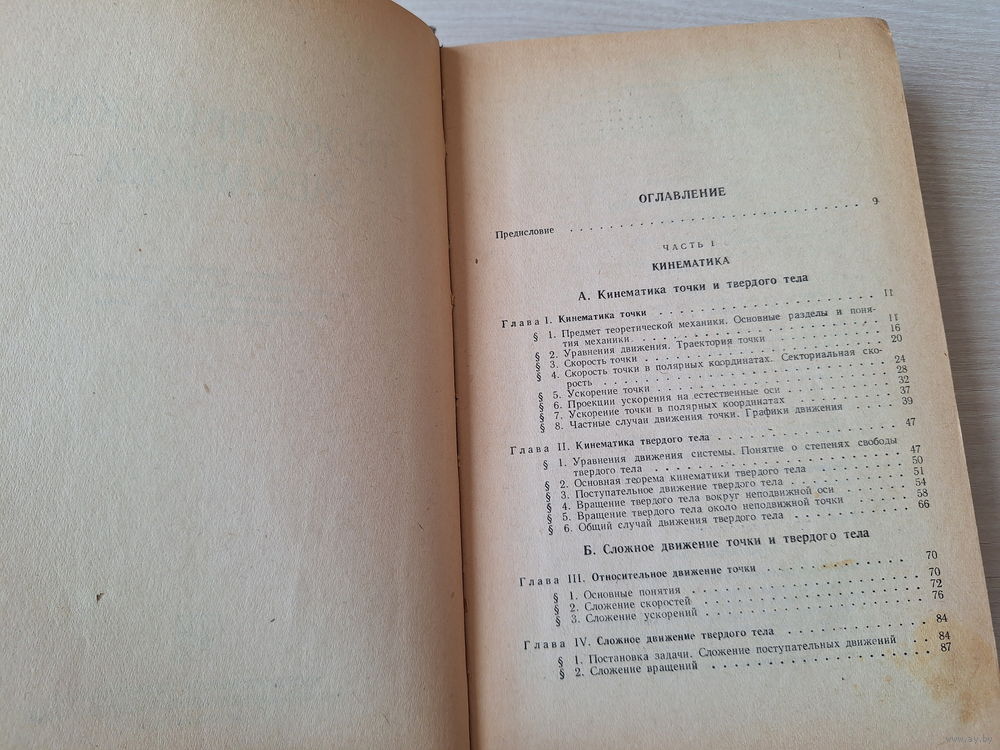 ОГЛАВЛЕНИЕ
Предисловие . . . . . . . . . . . . . . . . . . . . . . . . . . 9
ЧАСТЬ I
КИНЕМАТИКА
А. Кинематика точки и твердого тела
Глава I. Кинематика точки . . . . . . . . . . . . . . . . . . 11
§ 1. Предмет теоретической механики. Основные разделы и поня-
тия механики . . . . . . . . . . . . . . . . . . 11
§ 2. Уравнения движения. Траектория точки . . . . . . . . 16
§ 3. Скорость точки . . . . . . . . . . . . . . . . . . 20
§ 4. Скорость точки в полярных координатах. Секториальная ско-
рость . . . . . . . . . . . . . . . . . . 24
§ 5. Ускорение точки . . . . . . . . . . . . . . . . . . 28
§ 6. Проекции ускорения на естественные оси . . . . . . . . 32
§ 7. Ускорение точки в полярных координатах . . . . . . . . 37
§ 8. Частные случаи движения точки. Графики движения . . . . 39
Глава II. Кинематика твердого тела . . . . . . . . . . . . . . 47
§ 1. Уравнения движения системы. Понятие о степенях свободы
твердого тела . . . . . . . . . . . . . . . . . . 47
§ 2. Основная теорема кинематики твердого тела . . . . . . 50
§ 3. Поступательное движение твердого тела . . . . . . . . 51
§ 4. Вращение твердого тела вокруг неподвижной оси . . . . 54
§ 5. Вращение твердого тела около неподвижной точки . . . . 58
§ 6. Общий случай движения твердого тела . . . . . . . . 66
Б. Сложное движение точки и твердого тела
Глава III. Относительное движение точки . . . . . . . . . . 70
§ 1. Основные понятия . . . . . . . . . . . . . . . . . . 70
§ 2. Сложение скоростей . . . . . . . . . . . . . . . . . . 72
§ 3. Сложение ускорений . . . . . . . . . . . . . . . . . . 76
Глава IV. Сложное движение твердого тела . . . . . . . . . . 84
§ 1. Постановка задачи. Сложение поступательных движений . . 84
§ 2. Сложение вращений . . . . . . . . . . . . . . . . . . 87
www.ay.by